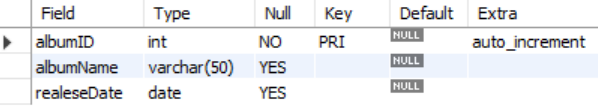 Field Type Null Key Default Extra
albumID int NO PRI NULL auto_increment
albumName varchar(50) YES NULL
realeseDate date YES NULL